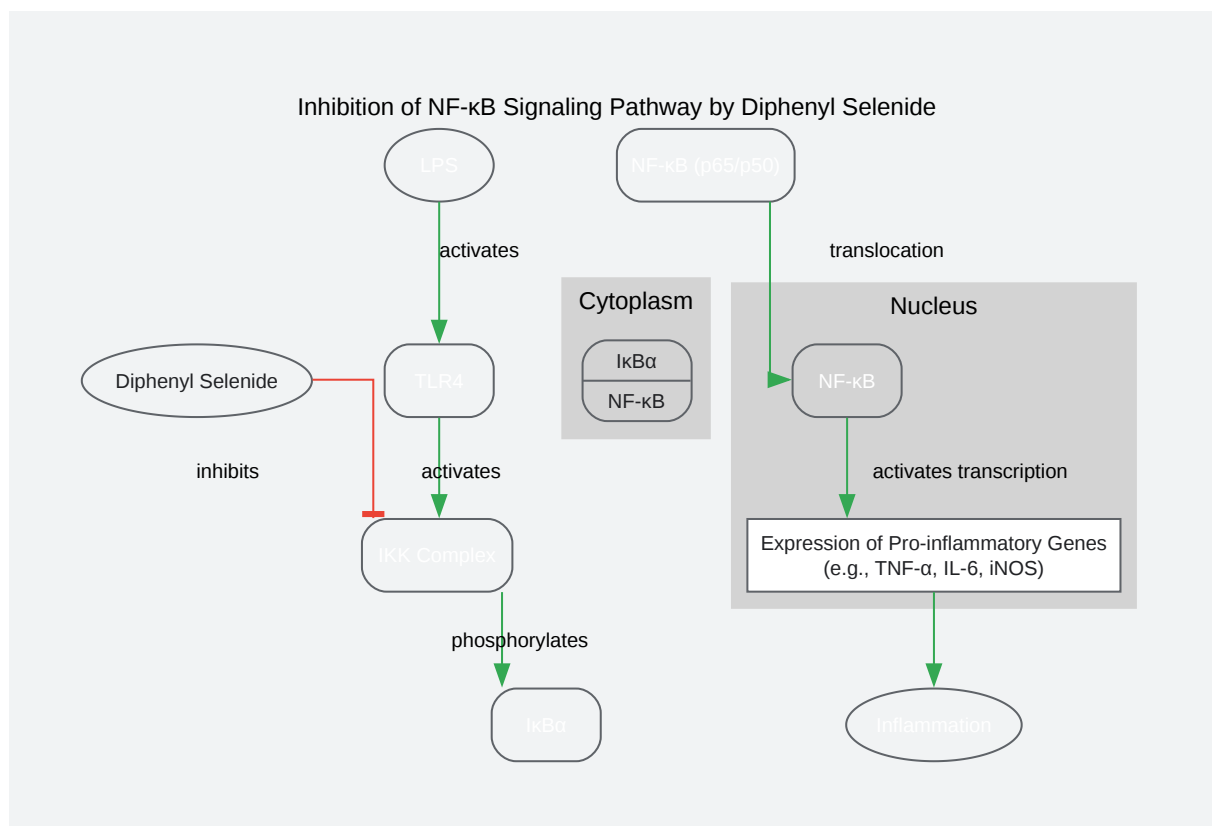 Inhibition of NF-κB Signaling Pathway by Diphenyl Selenide
LPS
NF-κB (p65/p50)
activates
translocation
Cytoplasm
Nucleus
IκBα
NF-κB
Diphenyl Selenide
TLR4
NF-κB
inhibits
activates
activates transcription
IKK Complex
Expression of Pro-inflammatory Genes
(e.g., TNF-α, IL-6, iNOS)
phosphorylates
IκBα
Inflammation